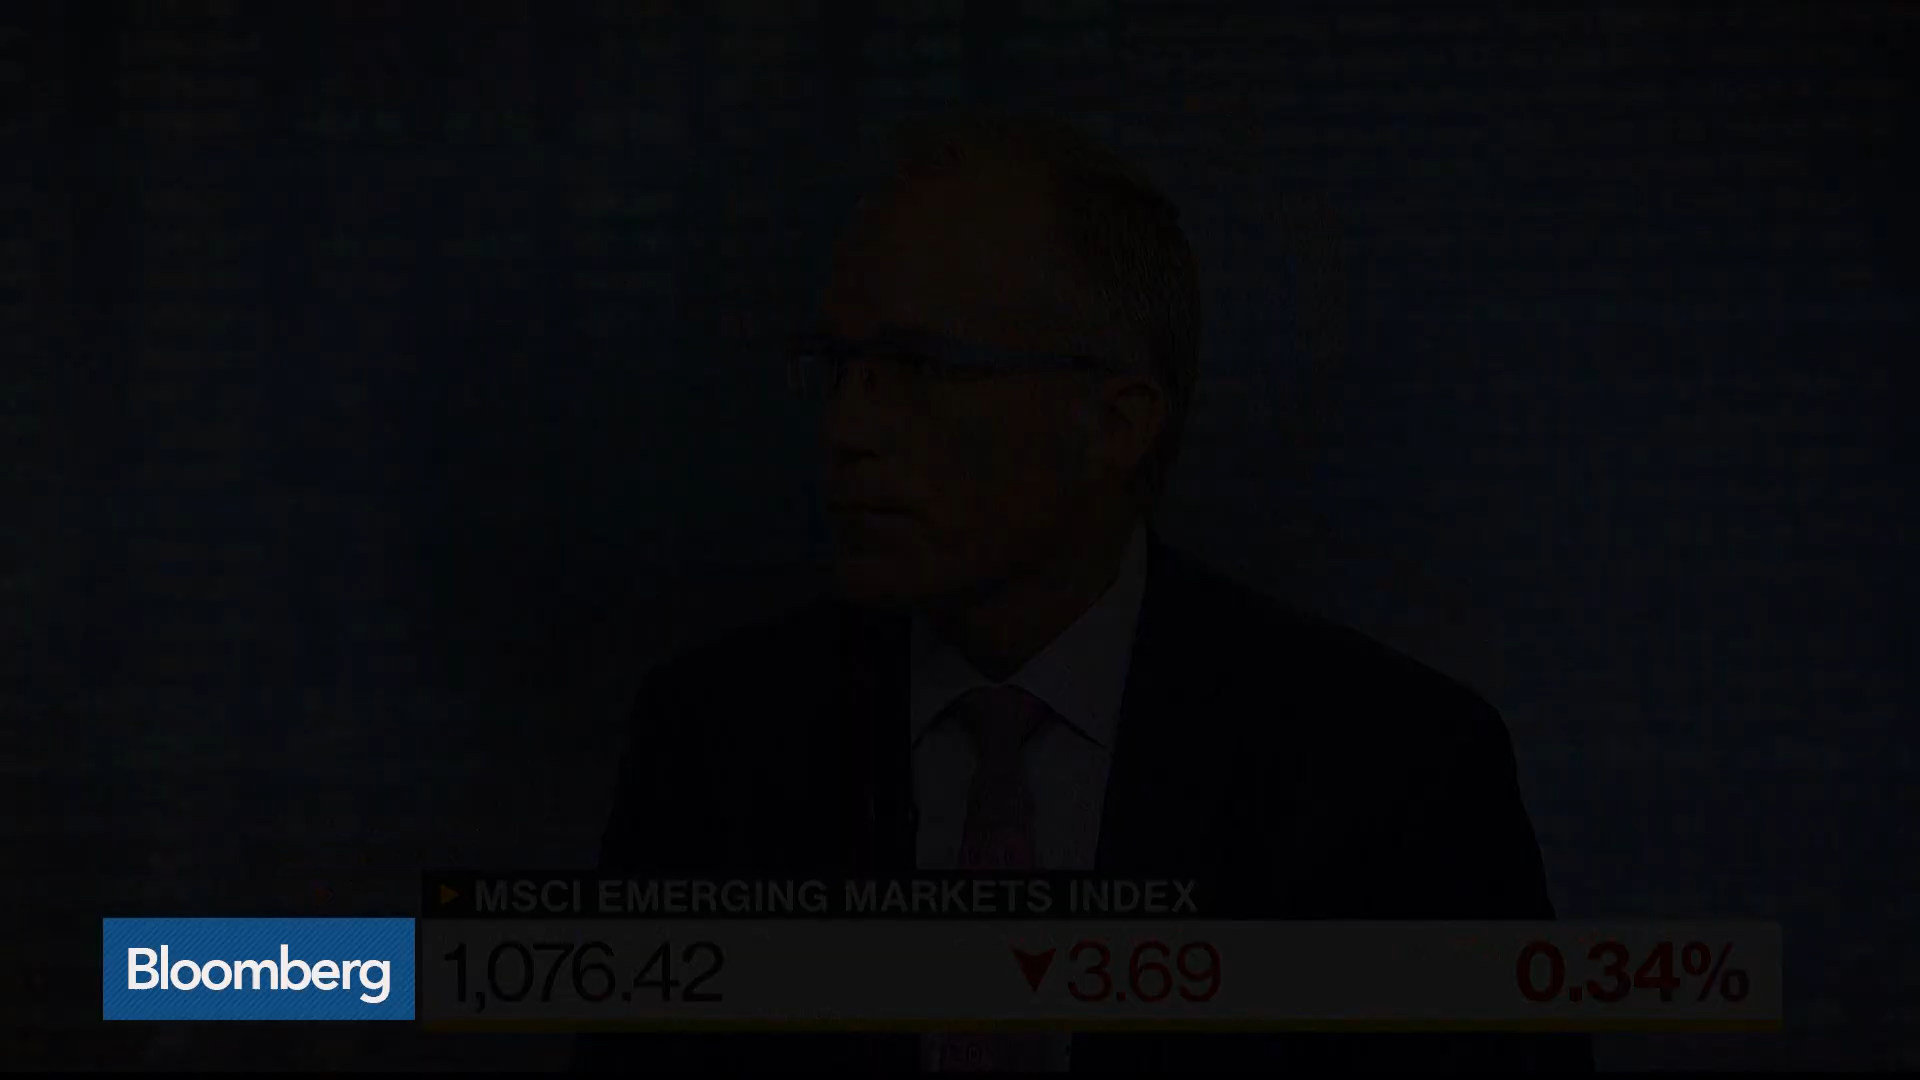 MSCI EMERGING MARKETS INDEX
Bloomberg
1,076.42 ▼3.69 0.34%